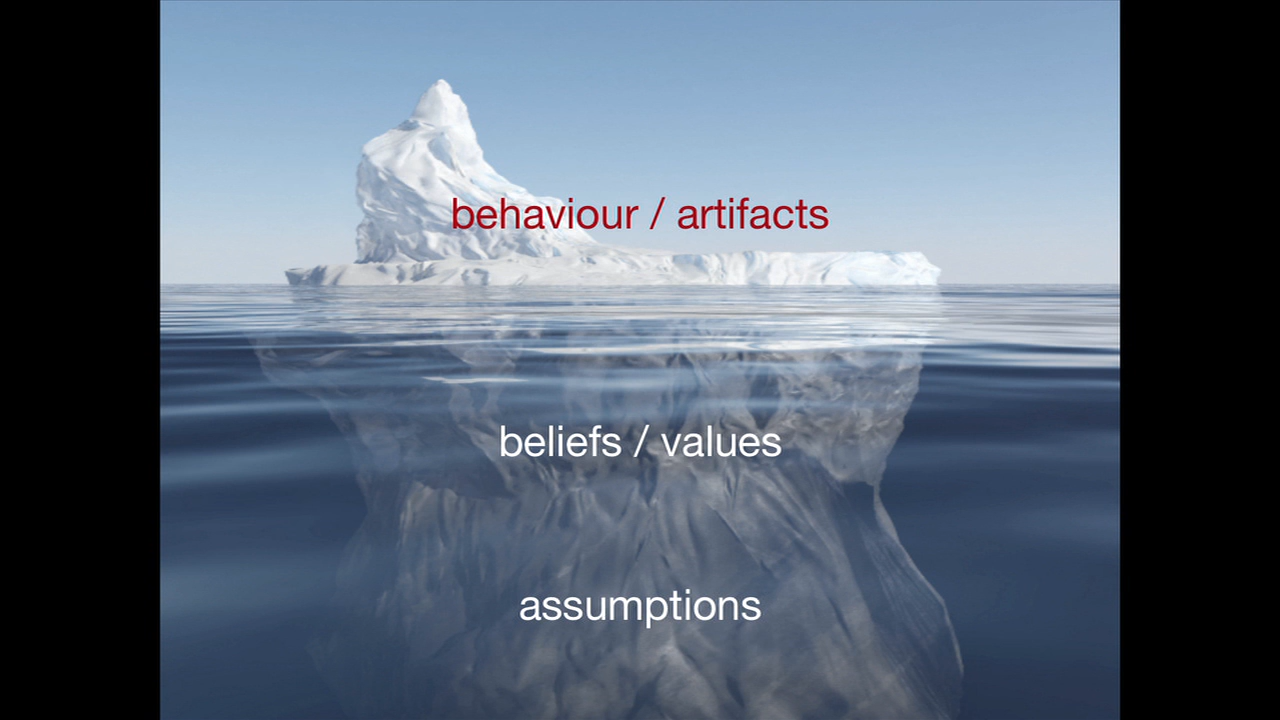 behaviour / artifacts
beliefs / values
assumptions